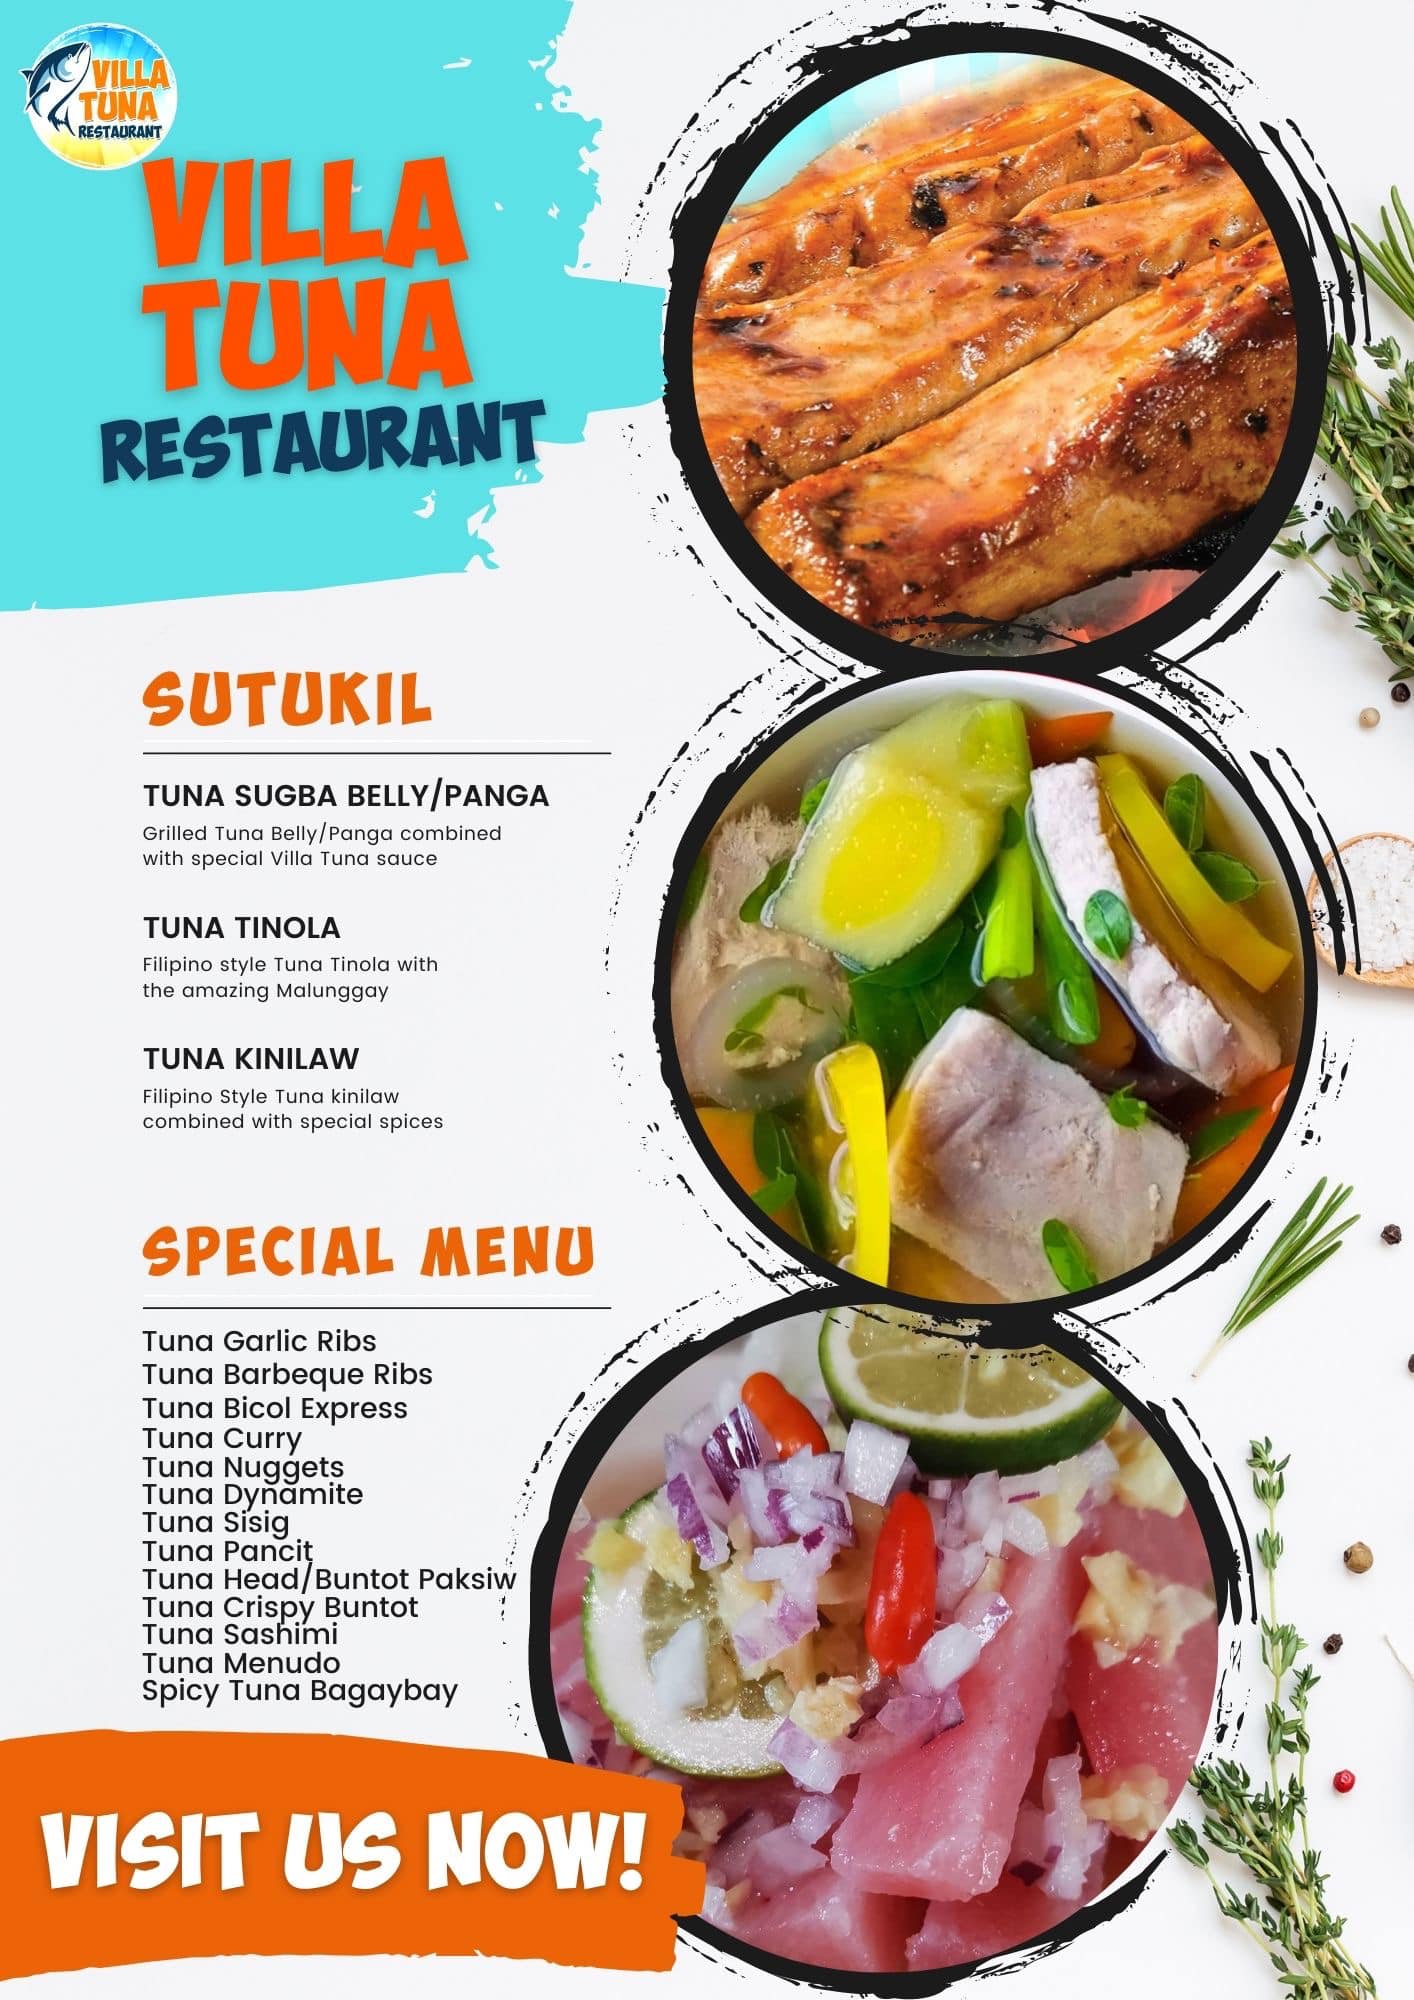 VILLA
TUNA
RESTAURANT
VILLA
TUNA
RESTAURANT
SUTUKIL
TUNA SUGBA BELLY/PANGA
Grilled Tuna Belly/Panga combined
with special Villa Tuna sauce
TUNA TINOLA
Filipino style Tuna Tinola with
the amazing Malunggay
TUNA KINILAW
Filipino Style Tuna kinilaw
combined with special spices
SPECIAL MENU
Tuna Garlic Ribs
Tuna Barbeque Ribs
Tuna Bicol Express
Tuna Curry
Tuna Nuggets
Tuna Dynamite
Tuna Sisig
Tuna Pancit
Tuna Head/Buntot Paksiw
Tuna Crispy Buntot
Tuna Sashimi
Tuna Menudo
Spicy Tuna Bagaybay
VISIT US NOW!